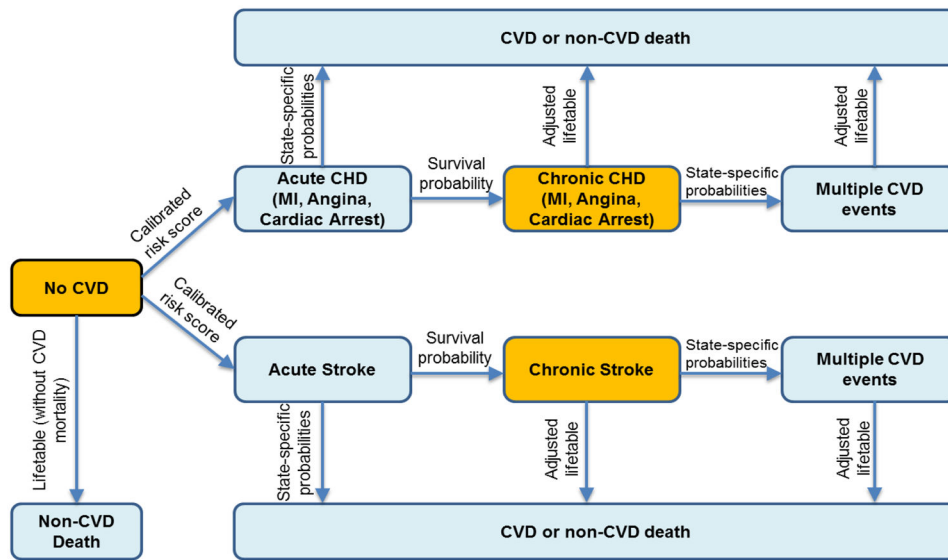 CVD or non-CVD death
State-specific
probabilities
Adjusted
lifetable
Adjusted
lifetable
Acute CHD
(MI, Angina,
Cardiac Arrest)
Survival
probability
Chronic CHD
(MI, Angina,
Cardiac Arrest)
State-specific
probabilities
Multiple CVD
events
Calibrated
risk score
No CVD
Calibrated
risk score
Lifetable (without CVD
mortality)
Acute Stroke
Survival
probability
Chronic Stroke
State-specific
probabilities
Multiple CVD
events
State-specific
probabilities
Adjusted
lifetable
Adjusted
lifetable
Non-CVD
Death
CVD or non-CVD death